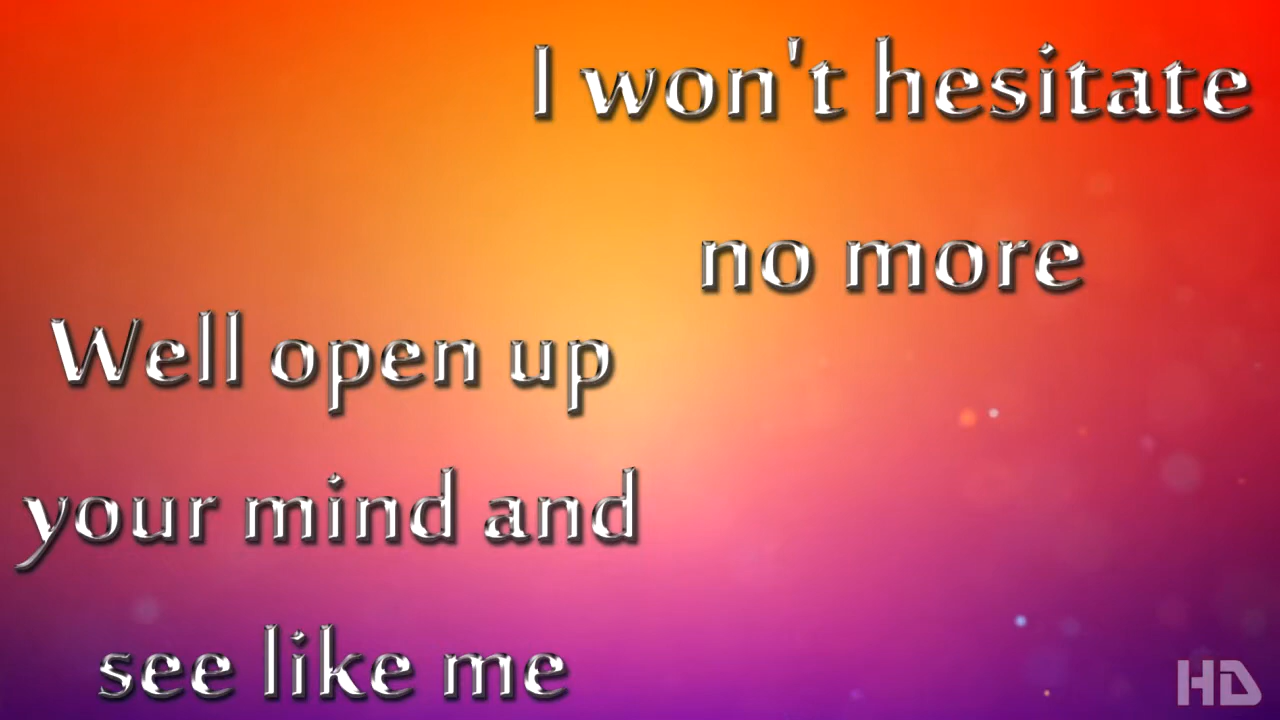 I won't hesitate
no more
Well open up
your mind and
see like me
HD